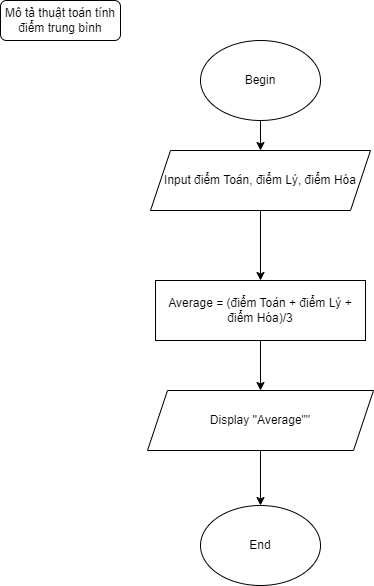 Mô tả thuật toán tính
điểm trung bình
Begin
Input điểm Toán, điểm Lý, điểm Hóa
Average = (điểm Toán + điểm Lý +
điểm Hóa)/3
Display "Average""
End